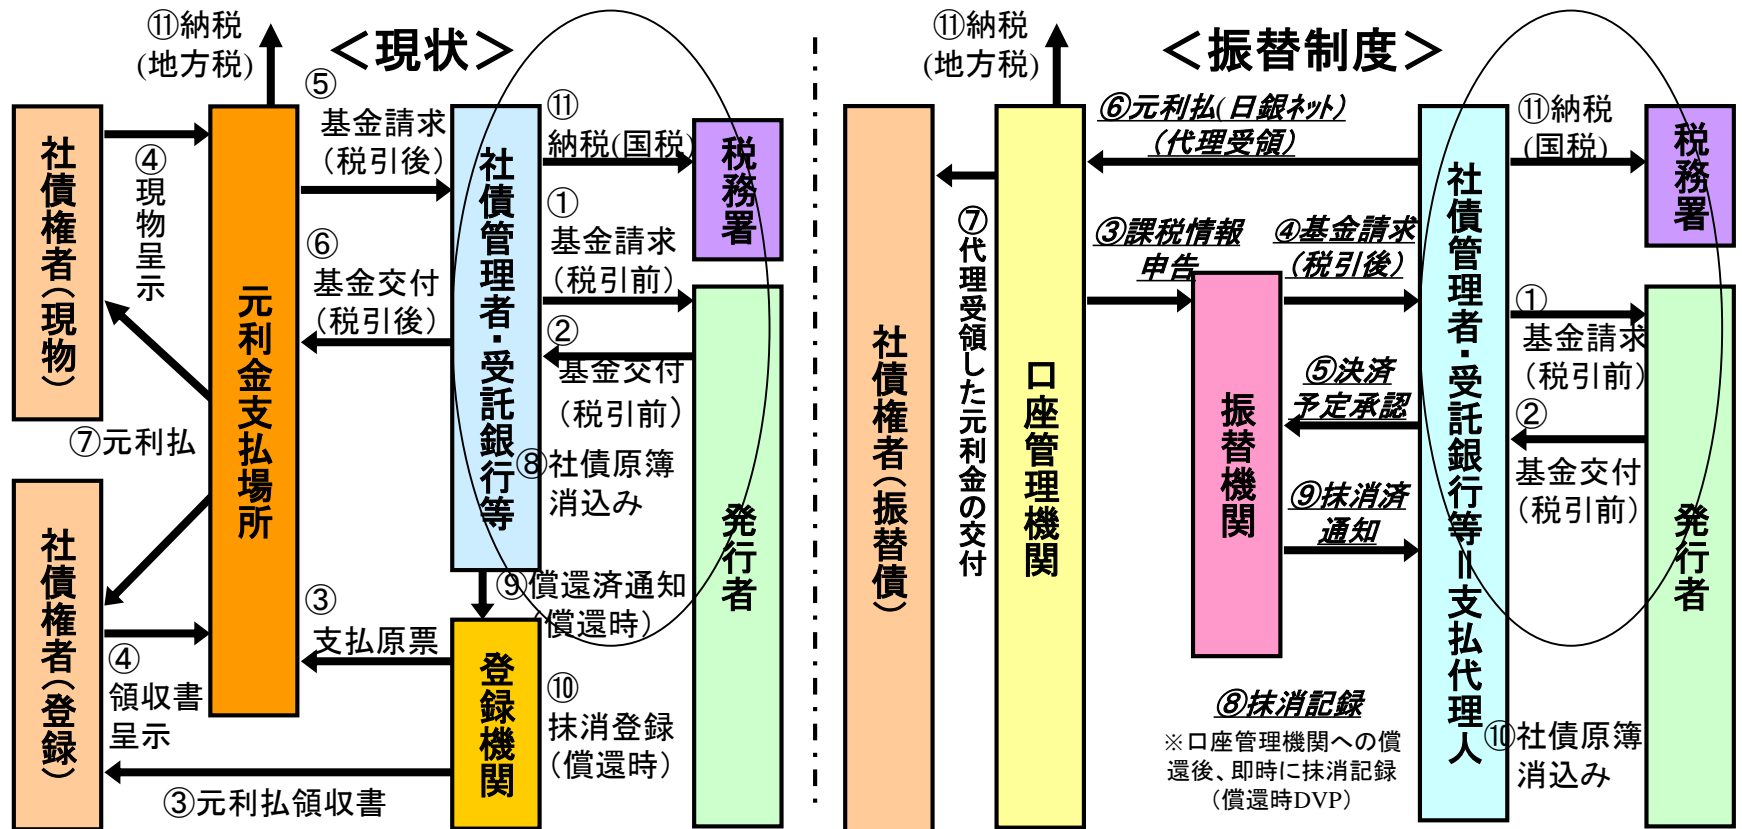 ＜現状＞
⑪納税
(地方税)
社債権者（現物）
④
現物呈示
元利金支払場所
⑤
基金請求
（税引後）
⑥
基金交付
（税引後）
社債管理者・受託銀行等
⑪
納税(国税)
税務署
①
基金請求
（税引前）
②
基金交付
（税引前）
発行者
⑦元利払
⑧社債原簿
消込み
社債権者（登録）
④
領収書
呈示
③
支払原票
⑨償還済通知
（償還時）
登録機関
⑩
抹消登録
（償還時）
③元利払領収書
＜振替制度＞
⑪納税
(地方税)
社債権者（振替債）
⑦代理受領した元利金の交付
口座管理機関
⑥元利払(日銀ネット)
（代理受領）
③課税情報
申告
④基金請求
（税引後）
振替機関
⑤決済
予定承認
⑨抹消済
通知
⑧抹消記録
※口座管理機関への償
還後、即時に抹消記録
（償還時DVP）
社債管理者・受託銀行等＝支払代理人
⑪納税
(国税)
税務署
①
基金請求
（税引前）
②
基金交付
（税引前）
発行者
⑩社債原簿
消込み